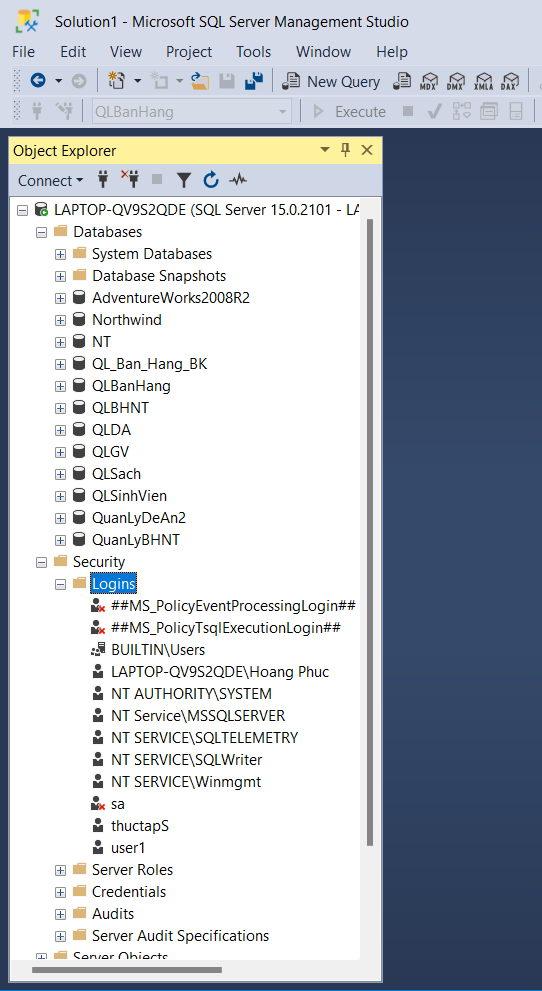 Solution1 - Microsoft SQL Server Management Studio
File Edit View Project Tools Window Help
New Query MDX DMX XMLA DAX
QLBanHang Execute
Object Explorer
Connect
LAPTOP-QV9S2QDE (SQL Server 15.0.2101 - LA
Databases
System Databases
Database Snapshots
AdventureWorks2008R2
Northwind
NT
QL_Ban_Hang_BK
QLBanHang
QLBHNT
QLDA
QLGV
QLSach
QLSinhVien
QuanLyDeAn2
QuanLyBHNT
Security
Logins
##MS_PolicyEventProcessingLogin##
##MS_PolicyTsqlExecutionLogin##
BUILTIN\Users
LAPTOP-QV9S2QDE\Hoang Phuc
NT AUTHORITY\SYSTEM
NT Service\MSSQLSERVER
NT SERVICE\SQLTELEMETRY
NT SERVICE\SQLWriter
NT SERVICE\Winmgmt
sa
thuctapS
user1
Server Roles
Credentials
Audits
Server Audit Specifications
Server Objects